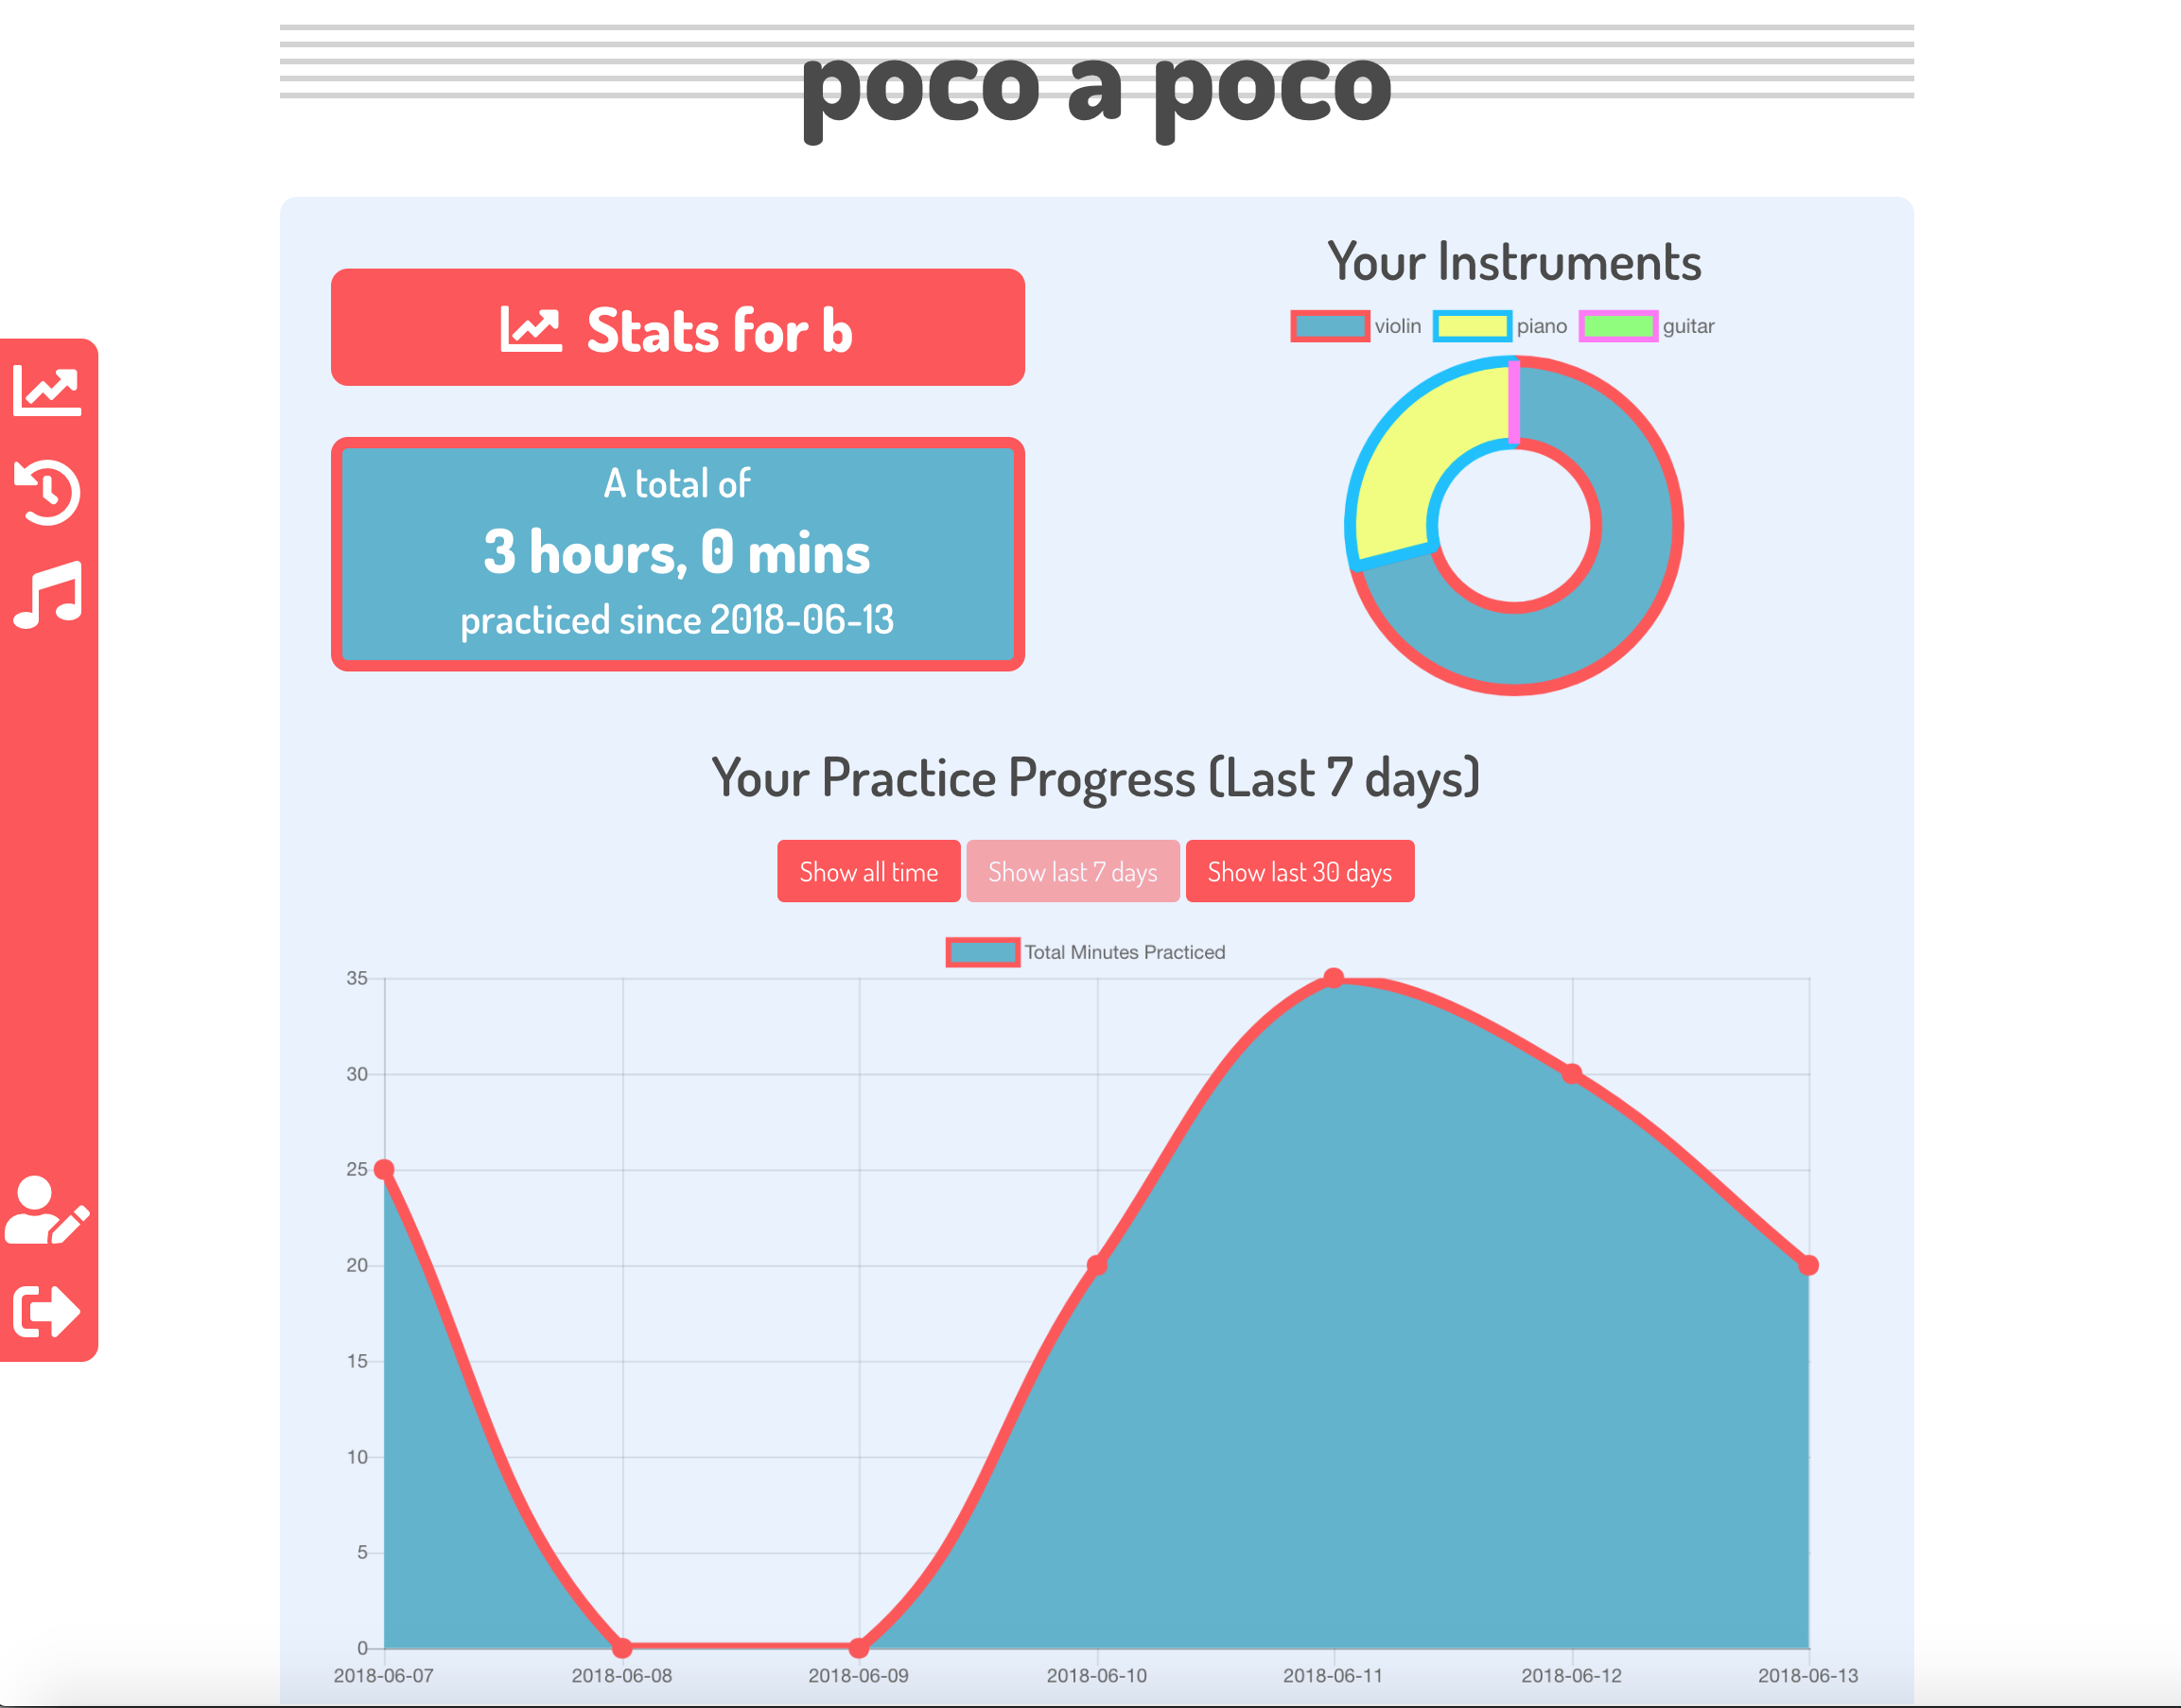 poco a poco
Stats for b
A total of
3 hours, 0 mins
practiced since 2018-06-13
Your Instruments
violin piano guitar
Your Practice Progress (Last 7 days)
Show all time Show last 7 days Show last 30 days
Total Minutes Practiced
35
30
25
20
15
10
5
0
2018-06-07 2018-06-08 2018-06-09 2018-06-10 2018-06-11 2018-06-12 2018-06-13